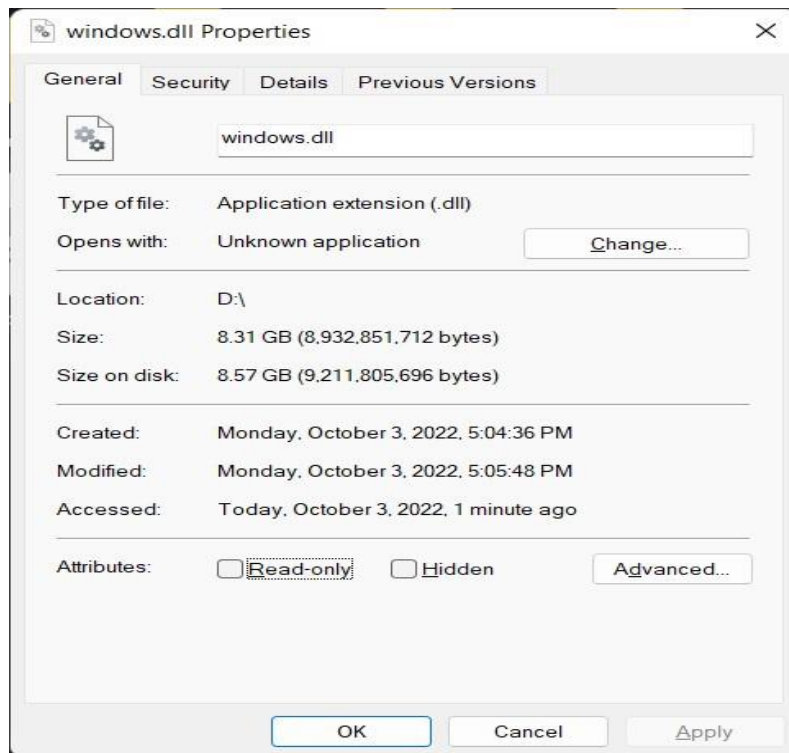 windows.dll Properties
General Security Details Previous Versions
windows.dll
Type of file: Application extension (.dll)
Opens with: Unknown application Change...
Location: D:\
Size: 8.31 GB (8,932,851,712 bytes)
Size on disk: 8.57 GB (9,211,805,696 bytes)
Created: Monday, October 3, 2022, 5:04:36 PM
Modified: Monday, October 3, 2022, 5:05:48 PM
Accessed: Today, October 3, 2022, 1 minute ago
Attributes: Read-only Hidden Advanced...
OK Cancel Apply